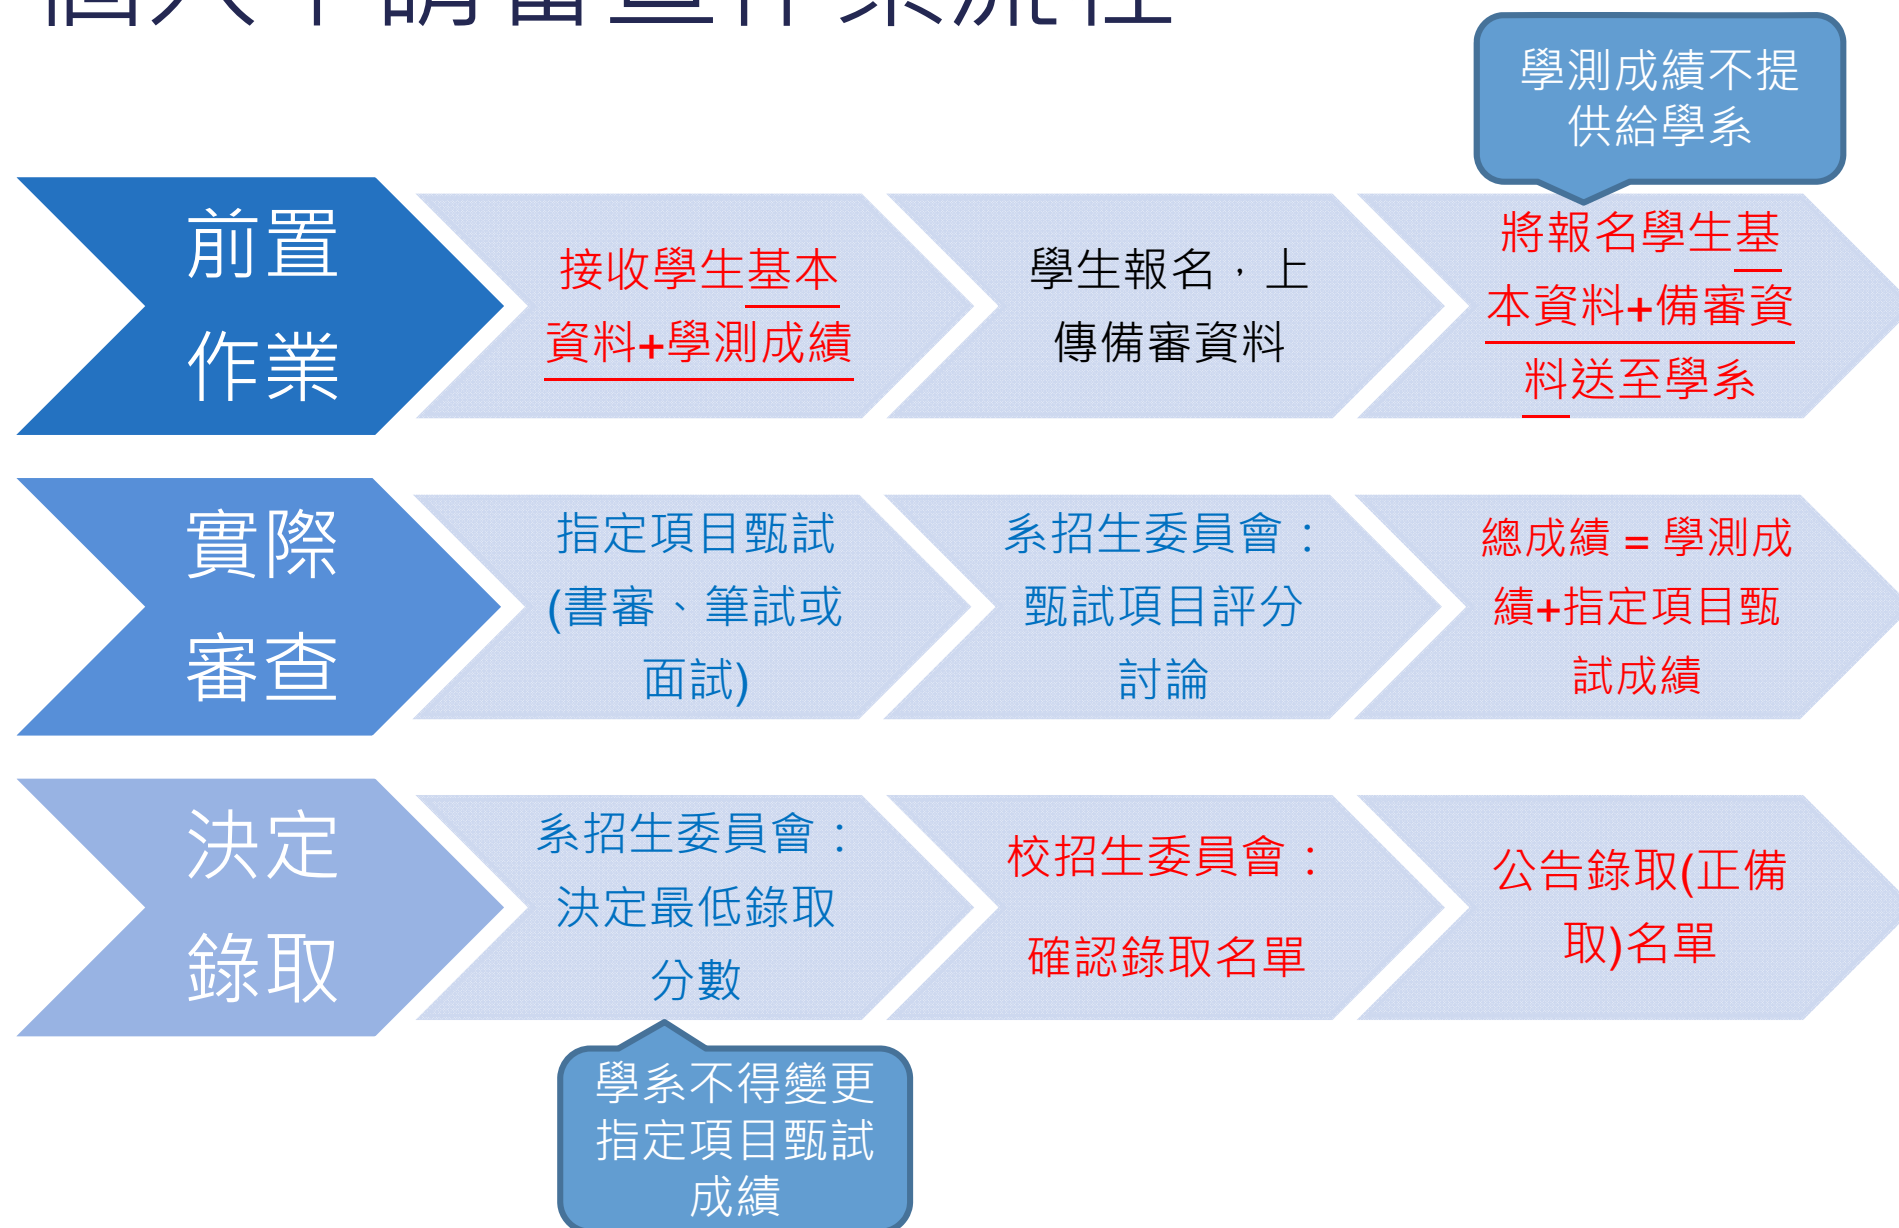 學測成績不提
供給學系
前置
作業
接收學生基本
資料+學測成績
學生報名，上
傳備審資料
將報名學生基
本資料+備審資
料送至學系
實際
審查
指定項目甄試
(書審、筆試或
面試)
系招生委員會：
甄試項目評分
討論
總成績 = 學測成
績+指定項目甄
試成績
決定
錄取
系招生委員會：
決定最低錄取
分數
校招生委員會：
確認錄取名單
公告錄取(正備
取)名單
學系不得變更
指定項目甄試
成績